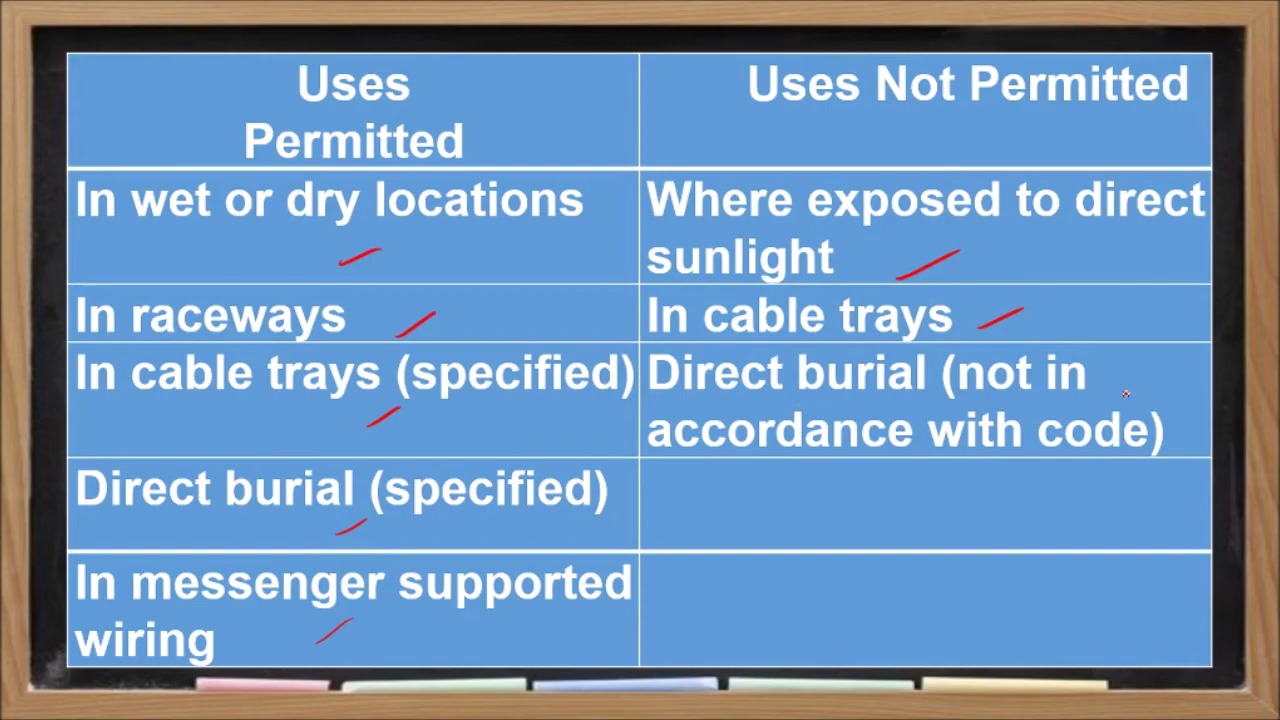 Uses
Permitted
Uses Not Permitted
In wet or dry locations
Where exposed to direct
sunlight
In raceways
In cable trays
In cable trays (specified)
Direct burial (not in
accordance with code)
Direct burial (specified)
In messenger supported
wiring